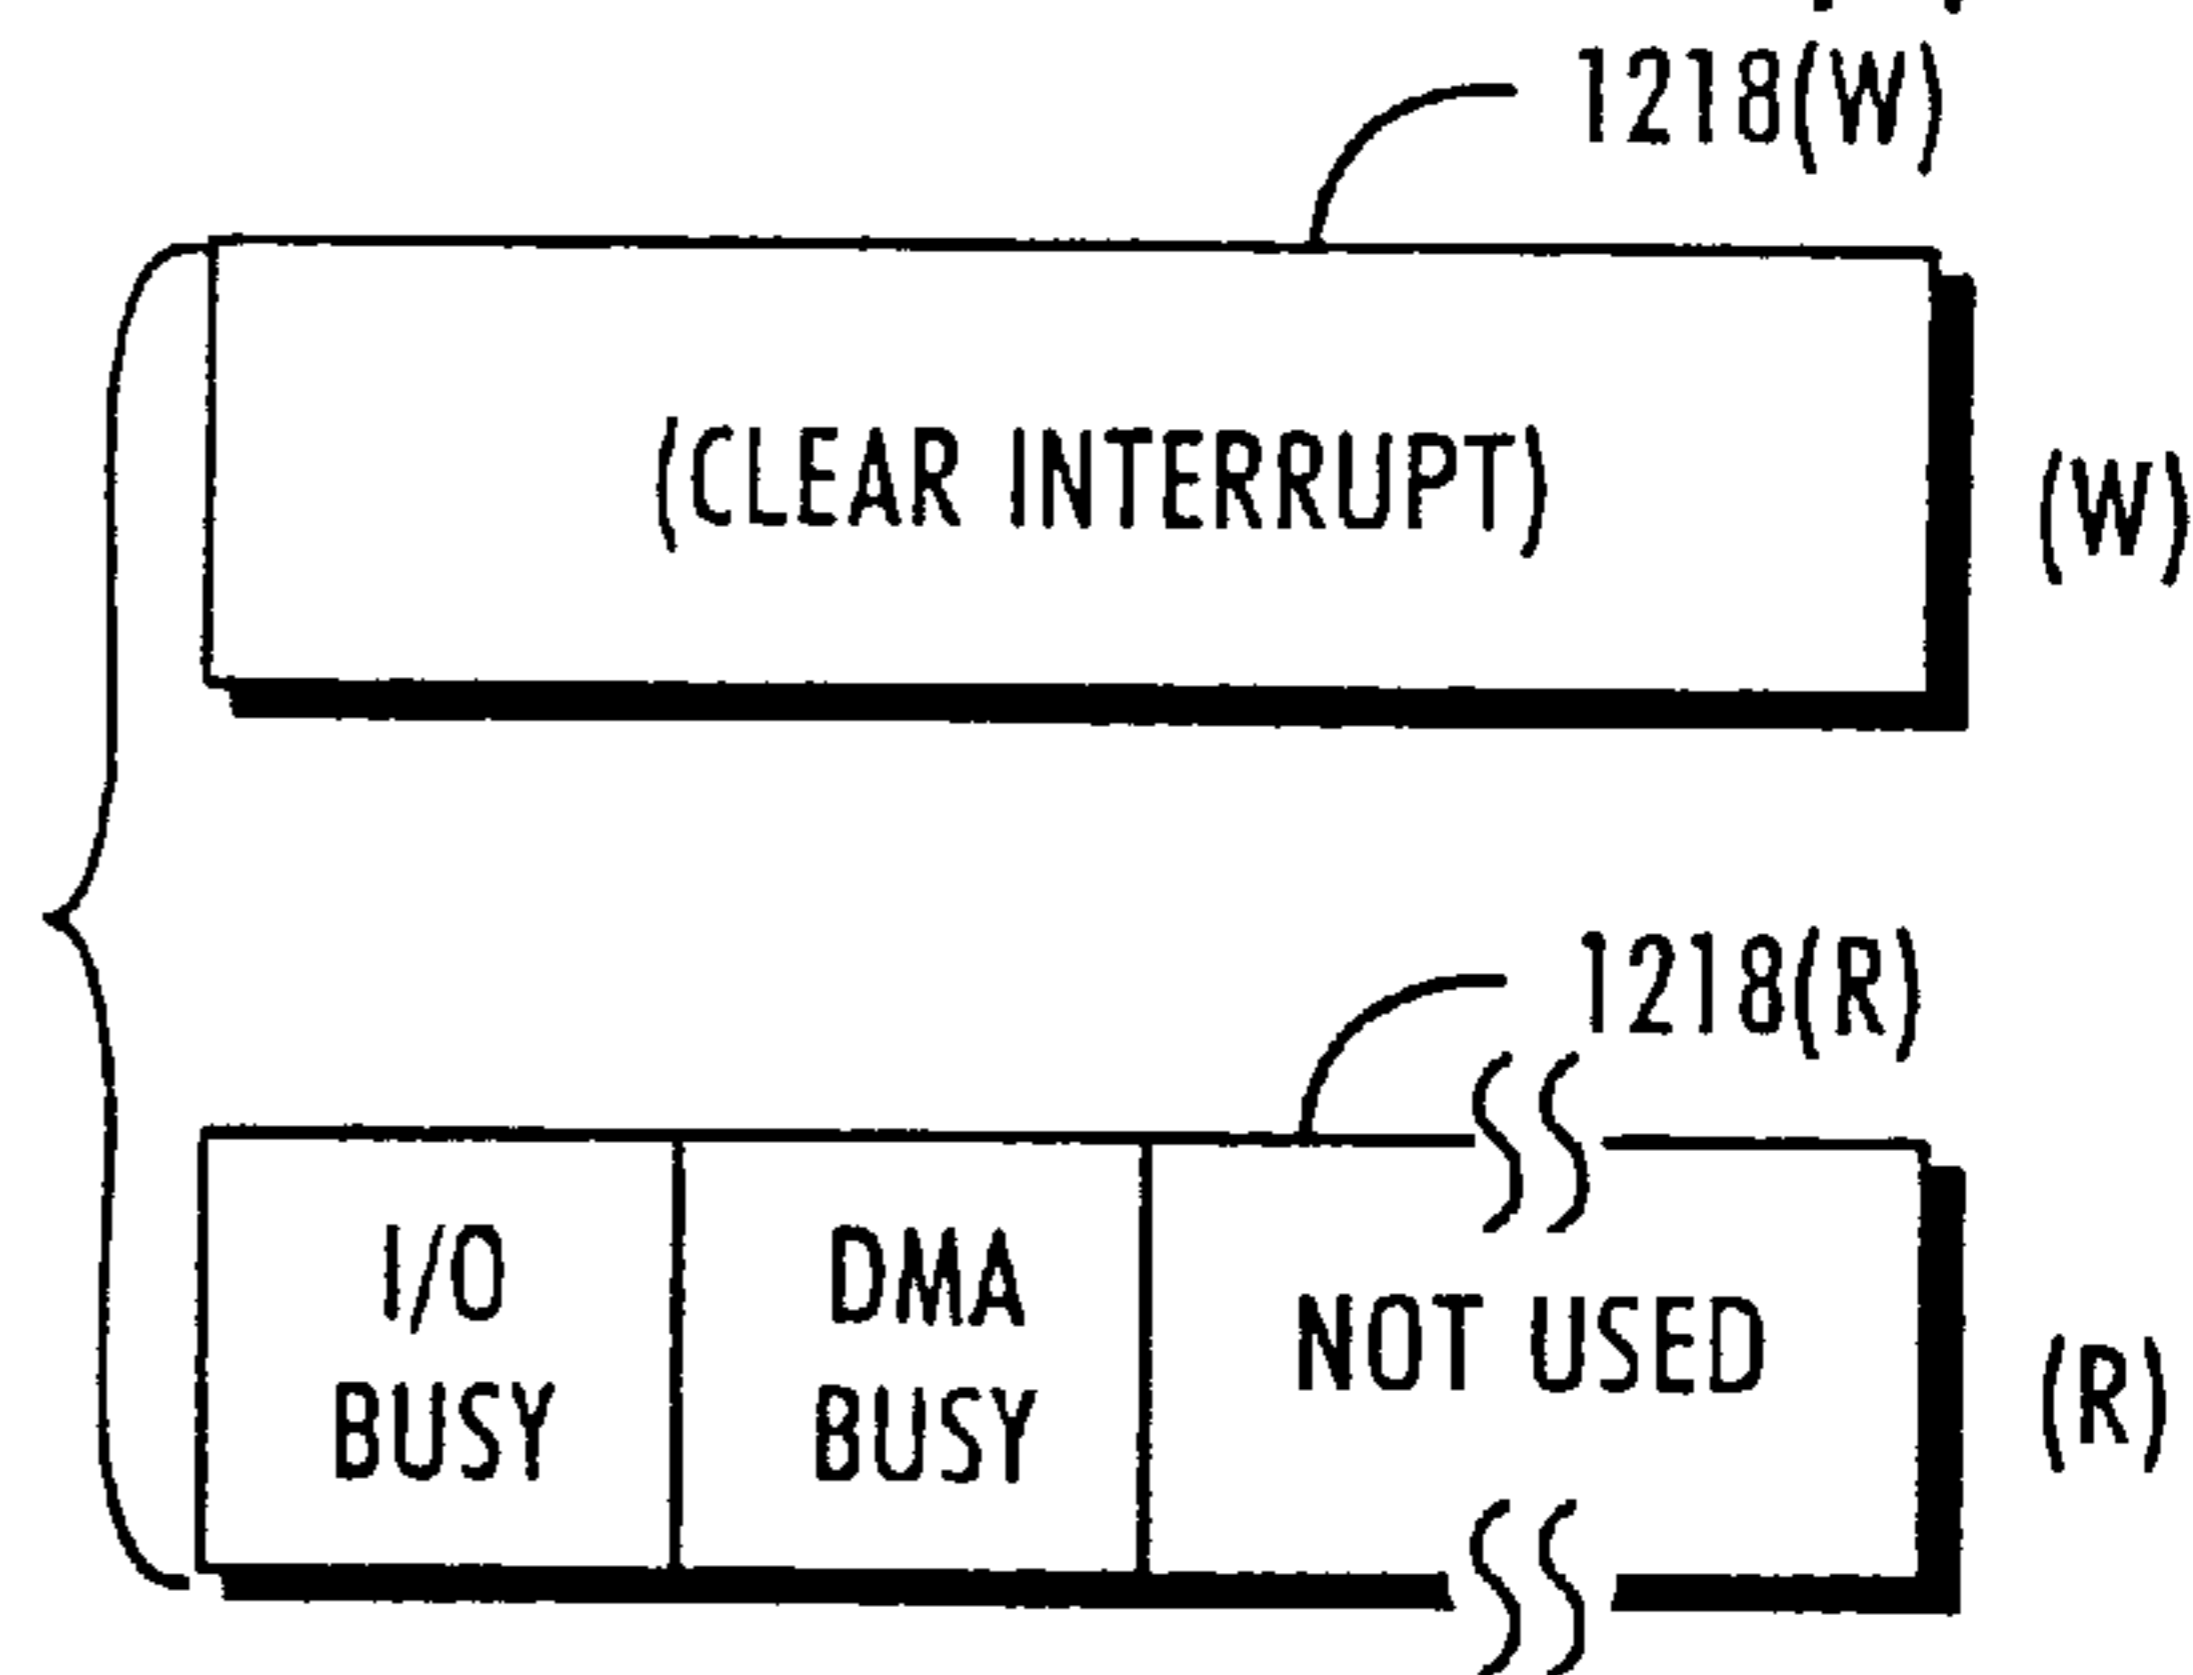 1218(W)
(CLEAR INTERRUPT)
(W)
1218(R)
I/O
BUSY
DMA
BUSY
NOT USED
(R)